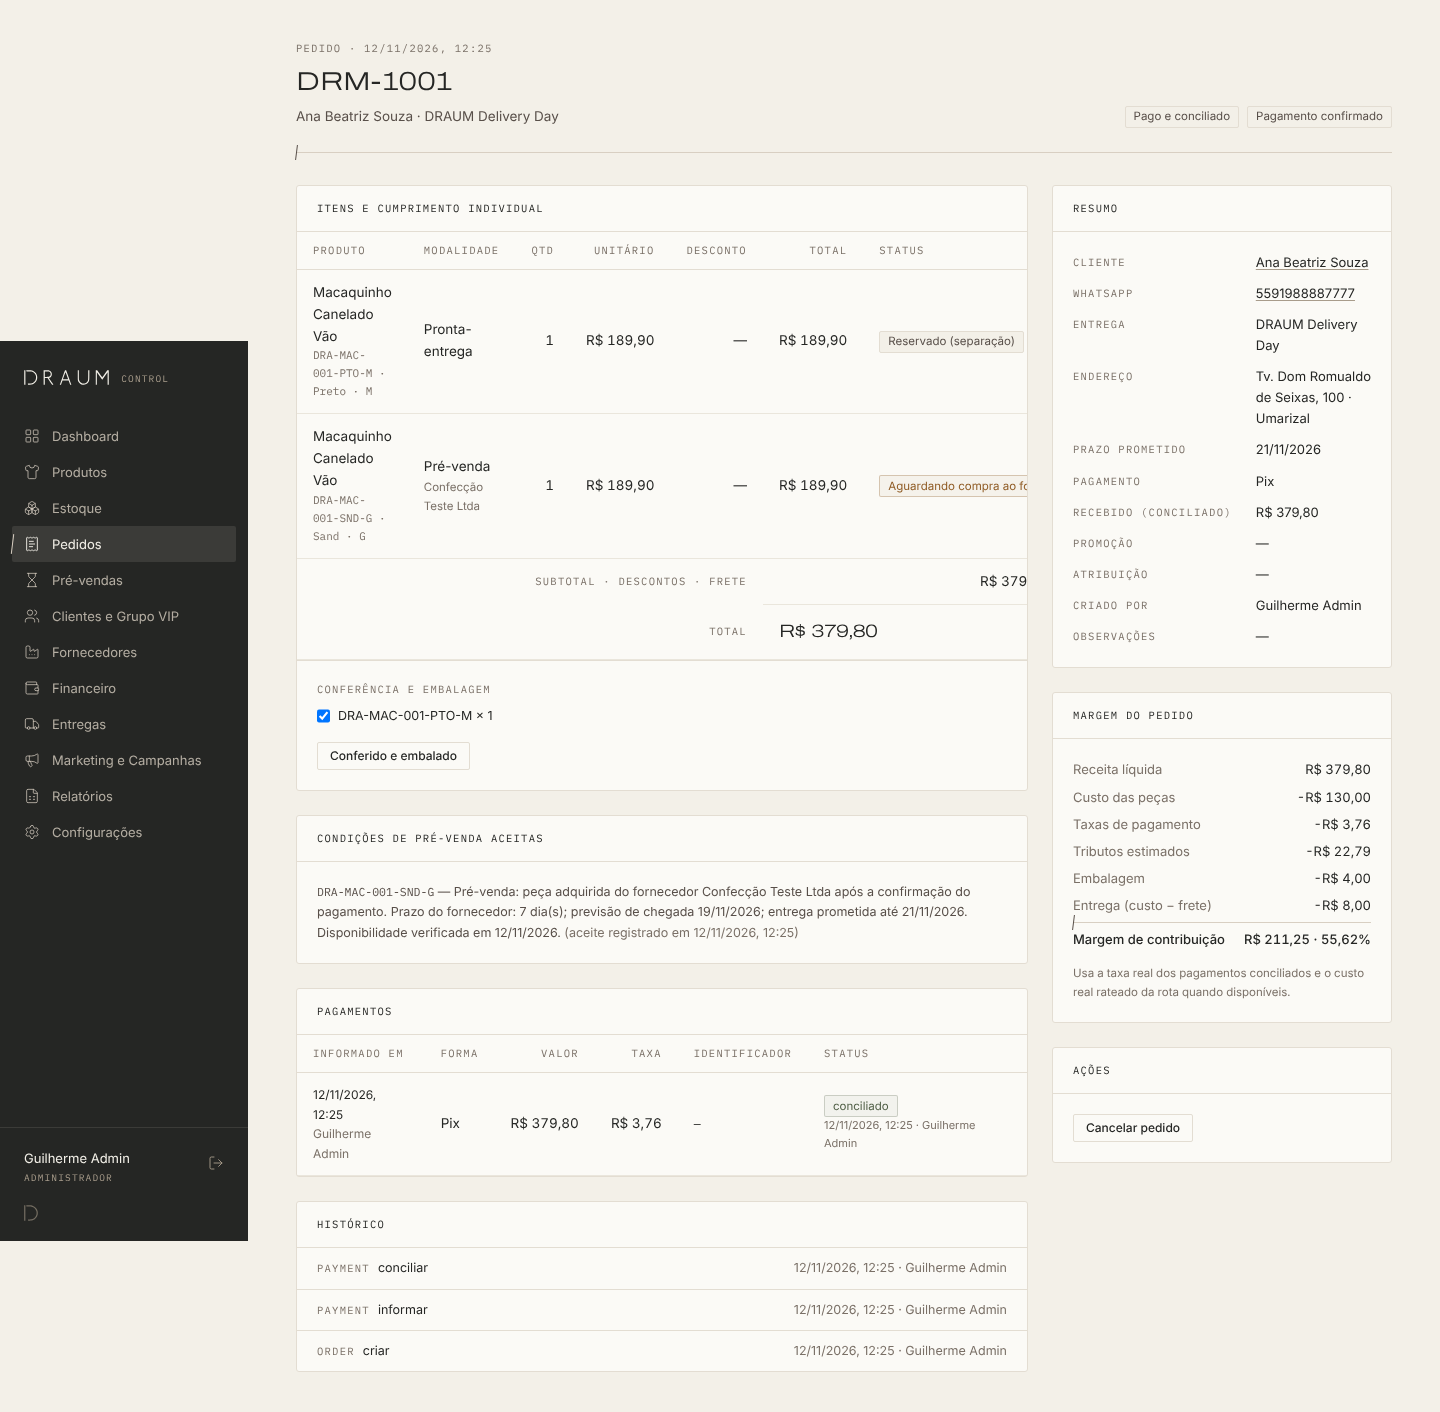 PEDIDO · 12/11/2026, 12:25
DRM-1001
Ana Beatriz Souza · DRAUM Delivery Day
Pago e conciliado
Pagamento confirmado
DRAUM CONTROL
Dashboard
Produtos
Estoque
Pedidos
Pré-vendas
Clientes e Grupo VIP
Fornecedores
Financeiro
Entregas
Marketing e Campanhas
Relatórios
Configurações
Guilherme Admin
ADMINISTRADOR
ITENS E CUMPRIMENTO INDIVIDUAL
PRODUTO MODALIDADE QTD UNITÁRIO DESCONTO TOTAL STATUS
Macaquinho
Canelado
Vão
DRA-MAC-
001-PTO-M ·
Preto · M
Pronta-
entrega
1 R$ 189,90 — R$ 189,90 Reservado (separação)
Macaquinho
Canelado
Vão
DRA-MAC-
001-SND-G ·
Sand · G
Pré-venda
Confecção
Teste Ltda
1 R$ 189,90 — R$ 189,90 Aguardando compra ao fo
SUBTOTAL · DESCONTOS · FRETE R$ 379
TOTAL R$ 379,80
CONFERÊNCIA E EMBALAGEM
DRA-MAC-001-PTO-M × 1
Conferido e embalado
CONDIÇÕES DE PRÉ-VENDA ACEITAS
DRA-MAC-001-SND-G — Pré-venda: peça adquirida do fornecedor Confecção Teste Ltda após a confirmação do
pagamento. Prazo do fornecedor: 7 dia(s); previsão de chegada 19/11/2026; entrega prometida até 21/11/2026.
Disponibilidade verificada em 12/11/2026. (aceite registrado em 12/11/2026, 12:25)
PAGAMENTOS
INFORMADO EM FORMA VALOR TAXA IDENTIFICADOR STATUS
12/11/2026,
12:25
Guilherme
Admin
Pix R$ 379,80 R$ 3,76 —
conciliado
12/11/2026, 12:25 · Guilherme
Admin
HISTÓRICO
PAYMENT conciliar 12/11/2026, 12:25 · Guilherme Admin
PAYMENT informar 12/11/2026, 12:25 · Guilherme Admin
ORDER criar 12/11/2026, 12:25 · Guilherme Admin
RESUMO
CLIENTE Ana Beatriz Souza
WHATSAPP 5591988887777
ENTREGA DRAUM Delivery
Day
ENDEREÇO Tv. Dom Romualdo
de Seixas, 100 ·
Umarizal
PRAZO PROMETIDO 21/11/2026
PAGAMENTO Pix
RECEBIDO (CONCILIADO) R$ 379,80
PROMOÇÃO —
ATRIBUIÇÃO —
CRIADO POR Guilherme Admin
OBSERVAÇÕES —
MARGEM DO PEDIDO
Receita líquida R$ 379,80
Custo das peças -R$ 130,00
Taxas de pagamento -R$ 3,76
Tributos estimados -R$ 22,79
Embalagem -R$ 4,00
Entrega (custo − frete) -R$ 8,00
Margem de contribuição R$ 211,25 · 55,62%
Usa a taxa real dos pagamentos conciliados e o custo
real rateado da rota quando disponíveis.
AÇÕES
Cancelar pedido